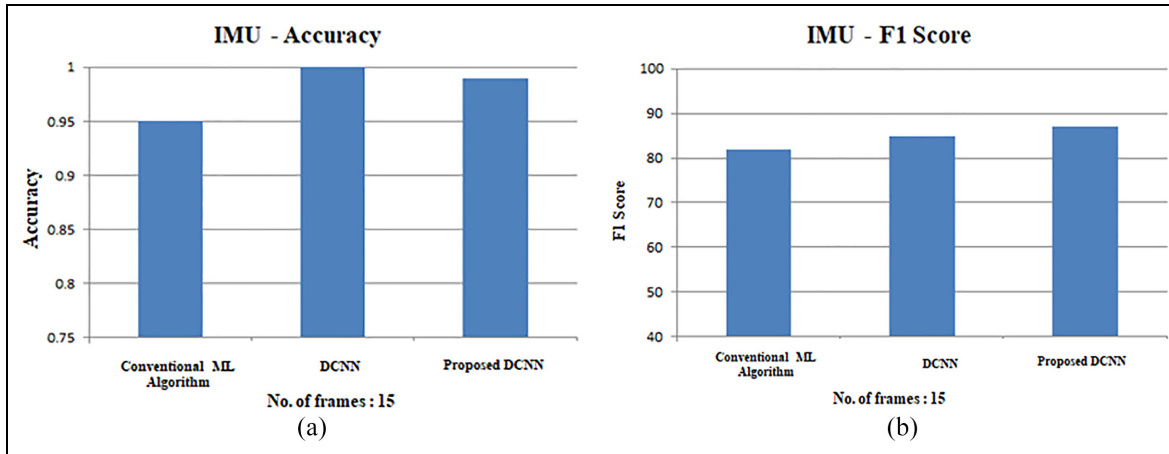 IMU - Accuracy
Accuracy
1
0.95
0.9
0.85
0.8
0.75
Conventional ML
Algorithm
DCNN
Proposed DCNN
No. of frames : 15
(a)
IMU - F1 Score
F1 Score
100
90
80
70
60
50
40
Conventional ML
Algorithm
DCNN
Proposed DCNN
No. of frames : 15
(b)